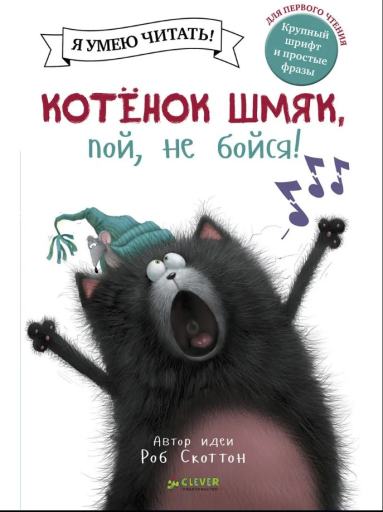 Я УМЕЮ ЧИТАТЬ!
ДЛЯ ПЕРВОГО ЧТЕНИЯ
Крупный
шрифт
и простые
фразы
КОТЁНОК ШМЯК,
пой, не бойся!
Автор идеи
Роб Скоттон
CLEVER
издательство